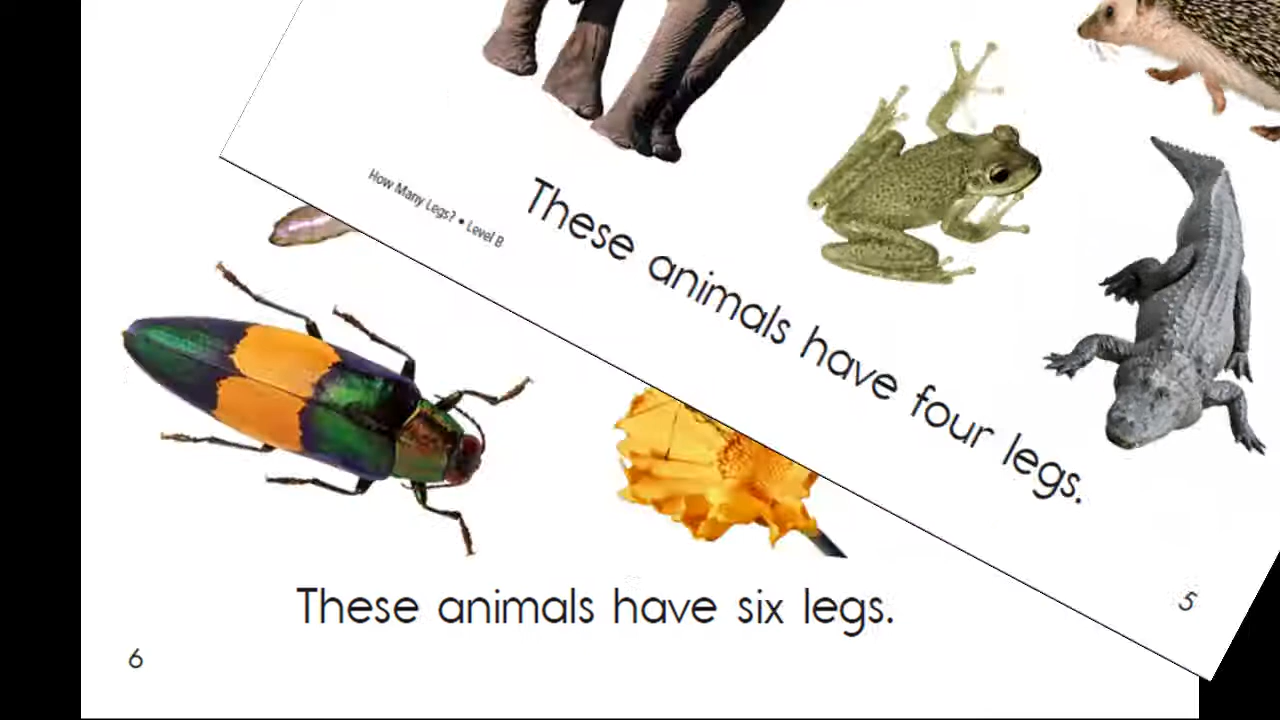 How Many Legs? • Level B
These animals have four legs.
5
These animals have six legs.
6